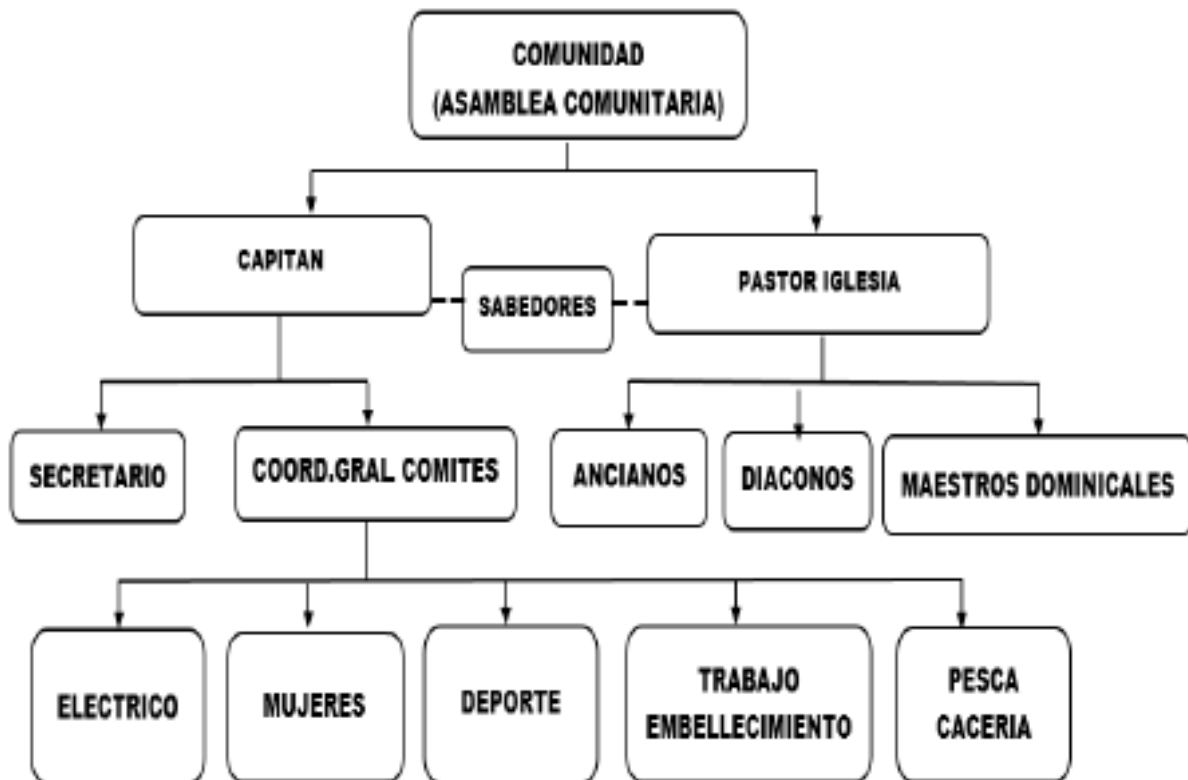 COMUNIDAD
(ASAMBLEA COMUNITARIA)
CAPITAN
SABEDORES
PASTOR IGLESIA
SECRETARIO
COORD.GRAL COMITES
ANCIANOS
DIACONOS
MAESTROS DOMINICALES
ELECTRICO
MUJERES
DEPORTE
TRABAJO
EMBELLECIMIENTO
PESCA
CACERIA